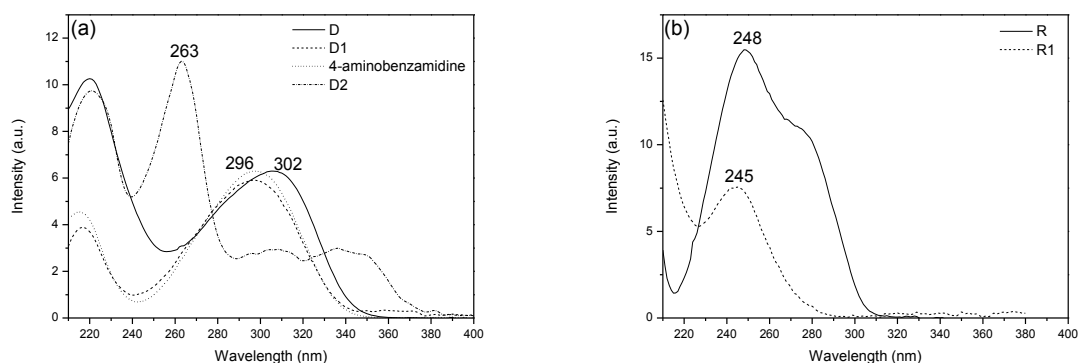 (a)
D
D1
4-aminobenzamidine
D2
263
296
302
12
10
8
6
4
2
0
Intensity (a.u.)
220 240 260 280 300 320 340 360 380 400
Wavelength (nm)
(b)
R
R1
248
245
15
10
5
0
Intensity (a.u.)
220 240 260 280 300 320 340 360 380 400
Wavelength (nm)